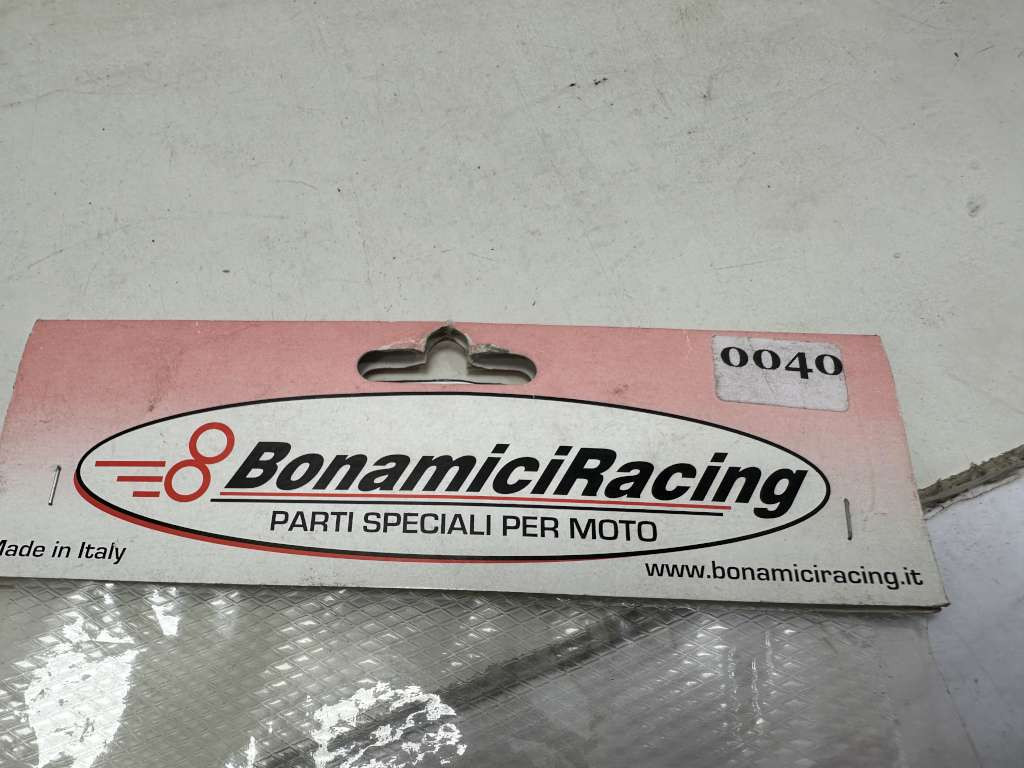 0040
BonamiciRacing
PARTI SPECIALI PER MOTO
Made in Italy
www.bonamiciracing.it